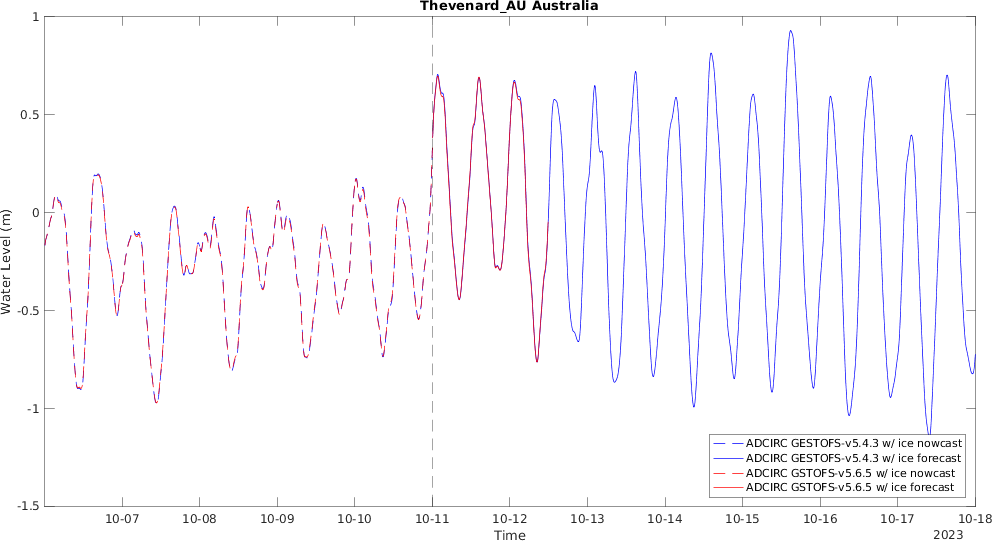 Thevenard_AU Australia
1
0.5
0
-0.5
-1
-1.5
Water Level (m)
ADCIRC GESTOFS-v5.4.3 w/ ice nowcast
ADCIRC GESTOFS-v5.4.3 w/ ice forecast
ADCIRC GSTOFS-v5.6.5 w/ ice nowcast
ADCIRC GSTOFS-v5.6.5 w/ ice forecast
10-07 10-08 10-09 10-10 10-11 10-12 10-13 10-14 10-15 10-16 10-17 10-18
Time
2023